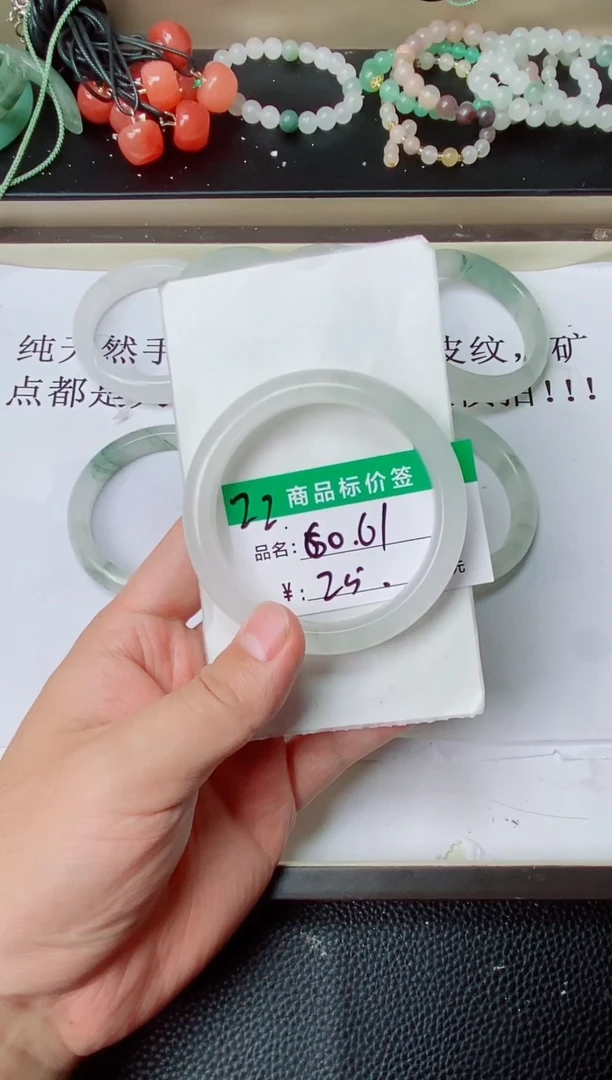 纯天然手 皮纹，矿
点都是 !!!
22. 商品标价签
品名: 60.61
¥: 25. 元